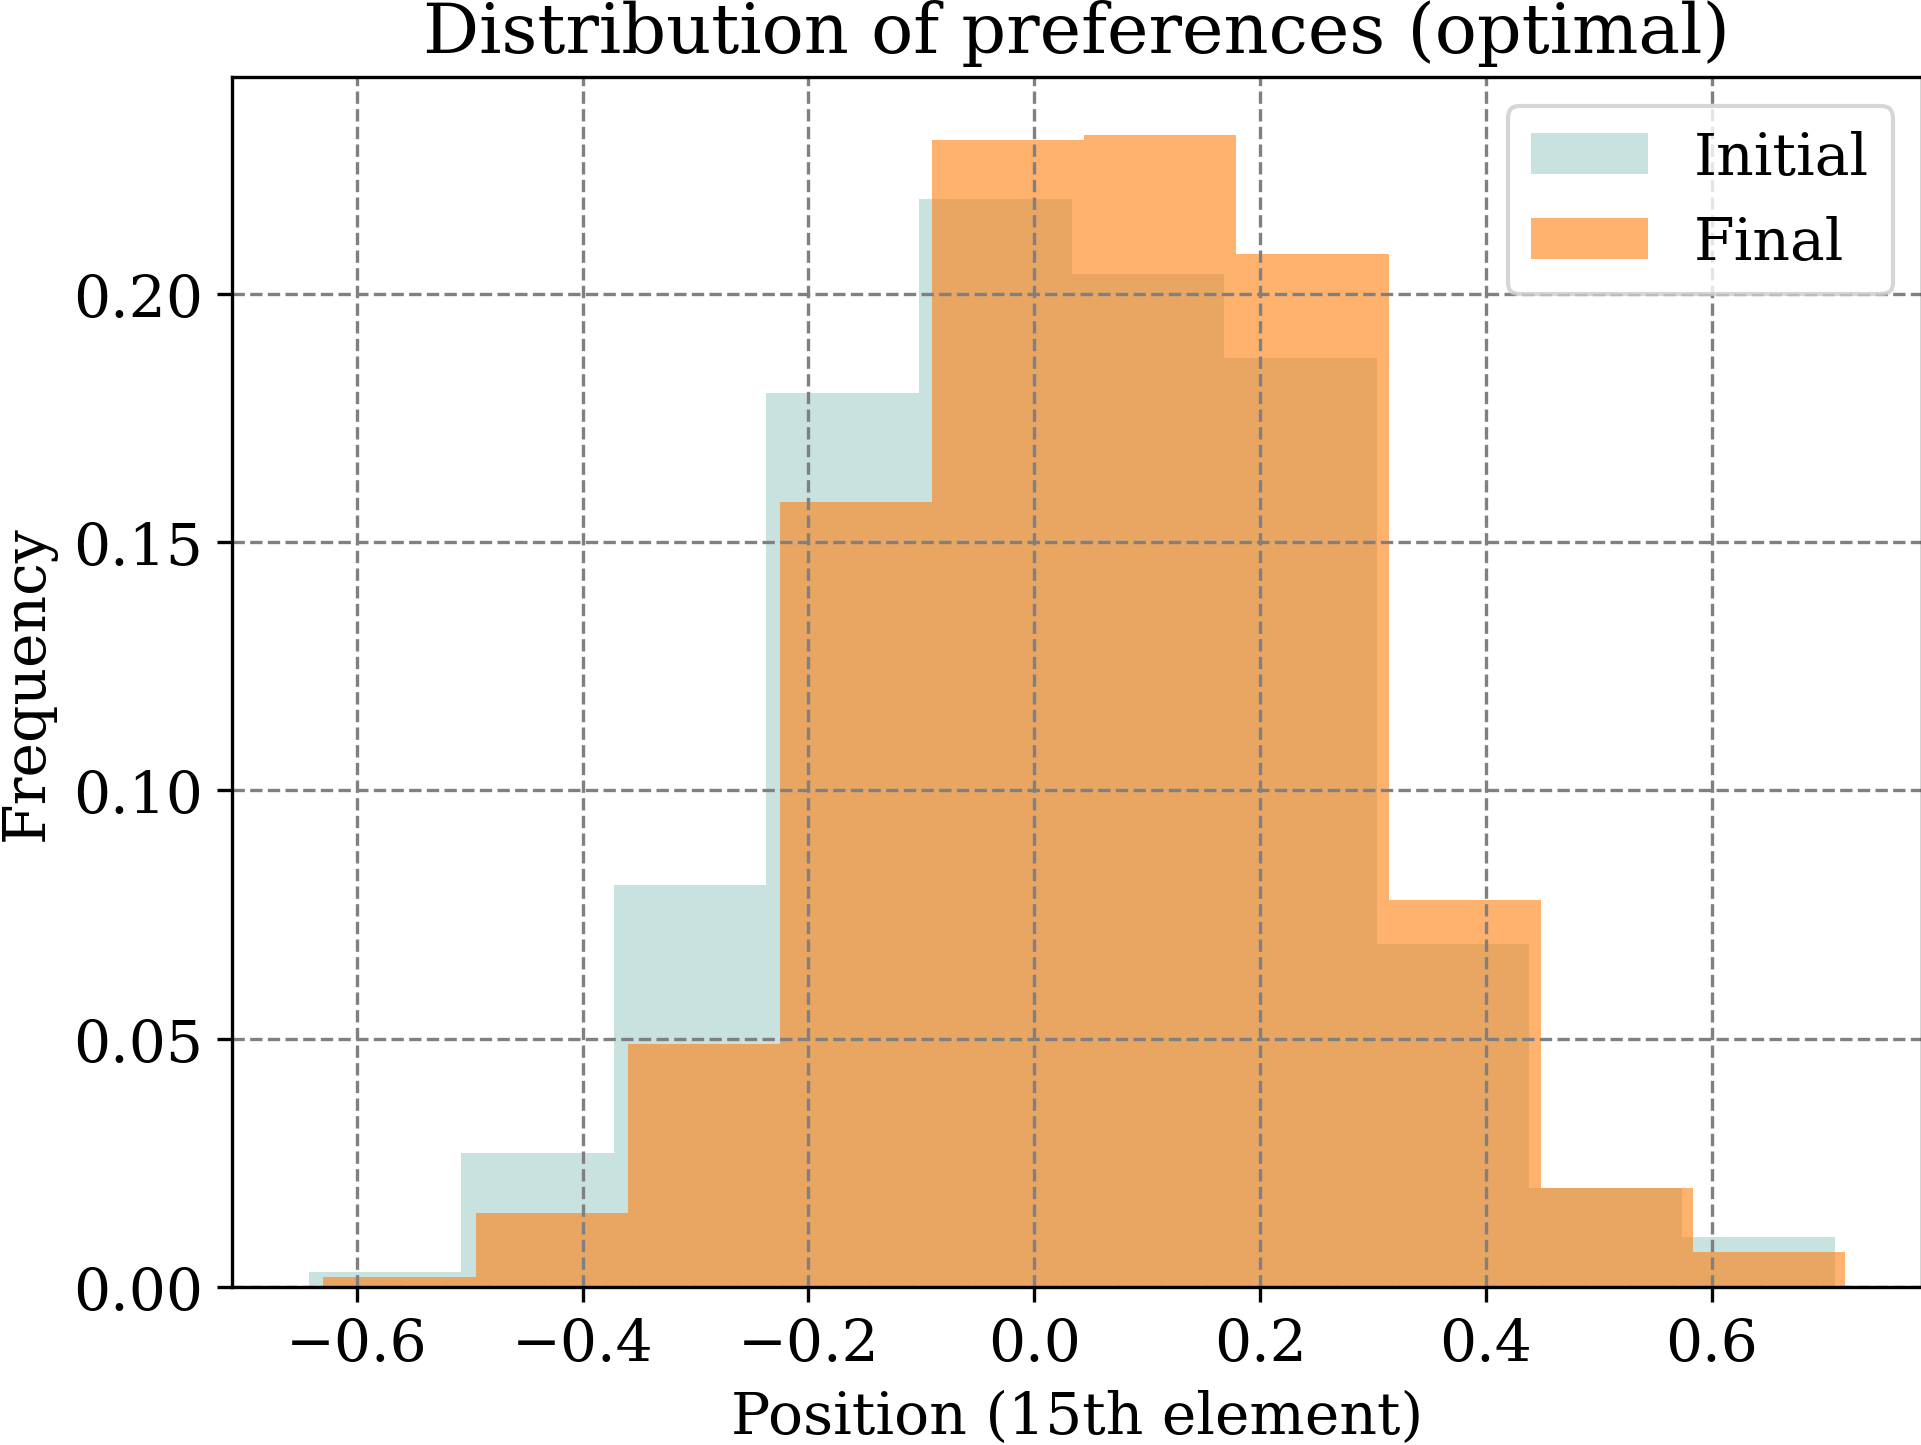 Distribution of preferences (optimal)
Initial
Final
Frequency
0.20
0.15
0.10
0.05
0.00
−0.6 −0.4 −0.2 0.0 0.2 0.4 0.6
Position (15th element)